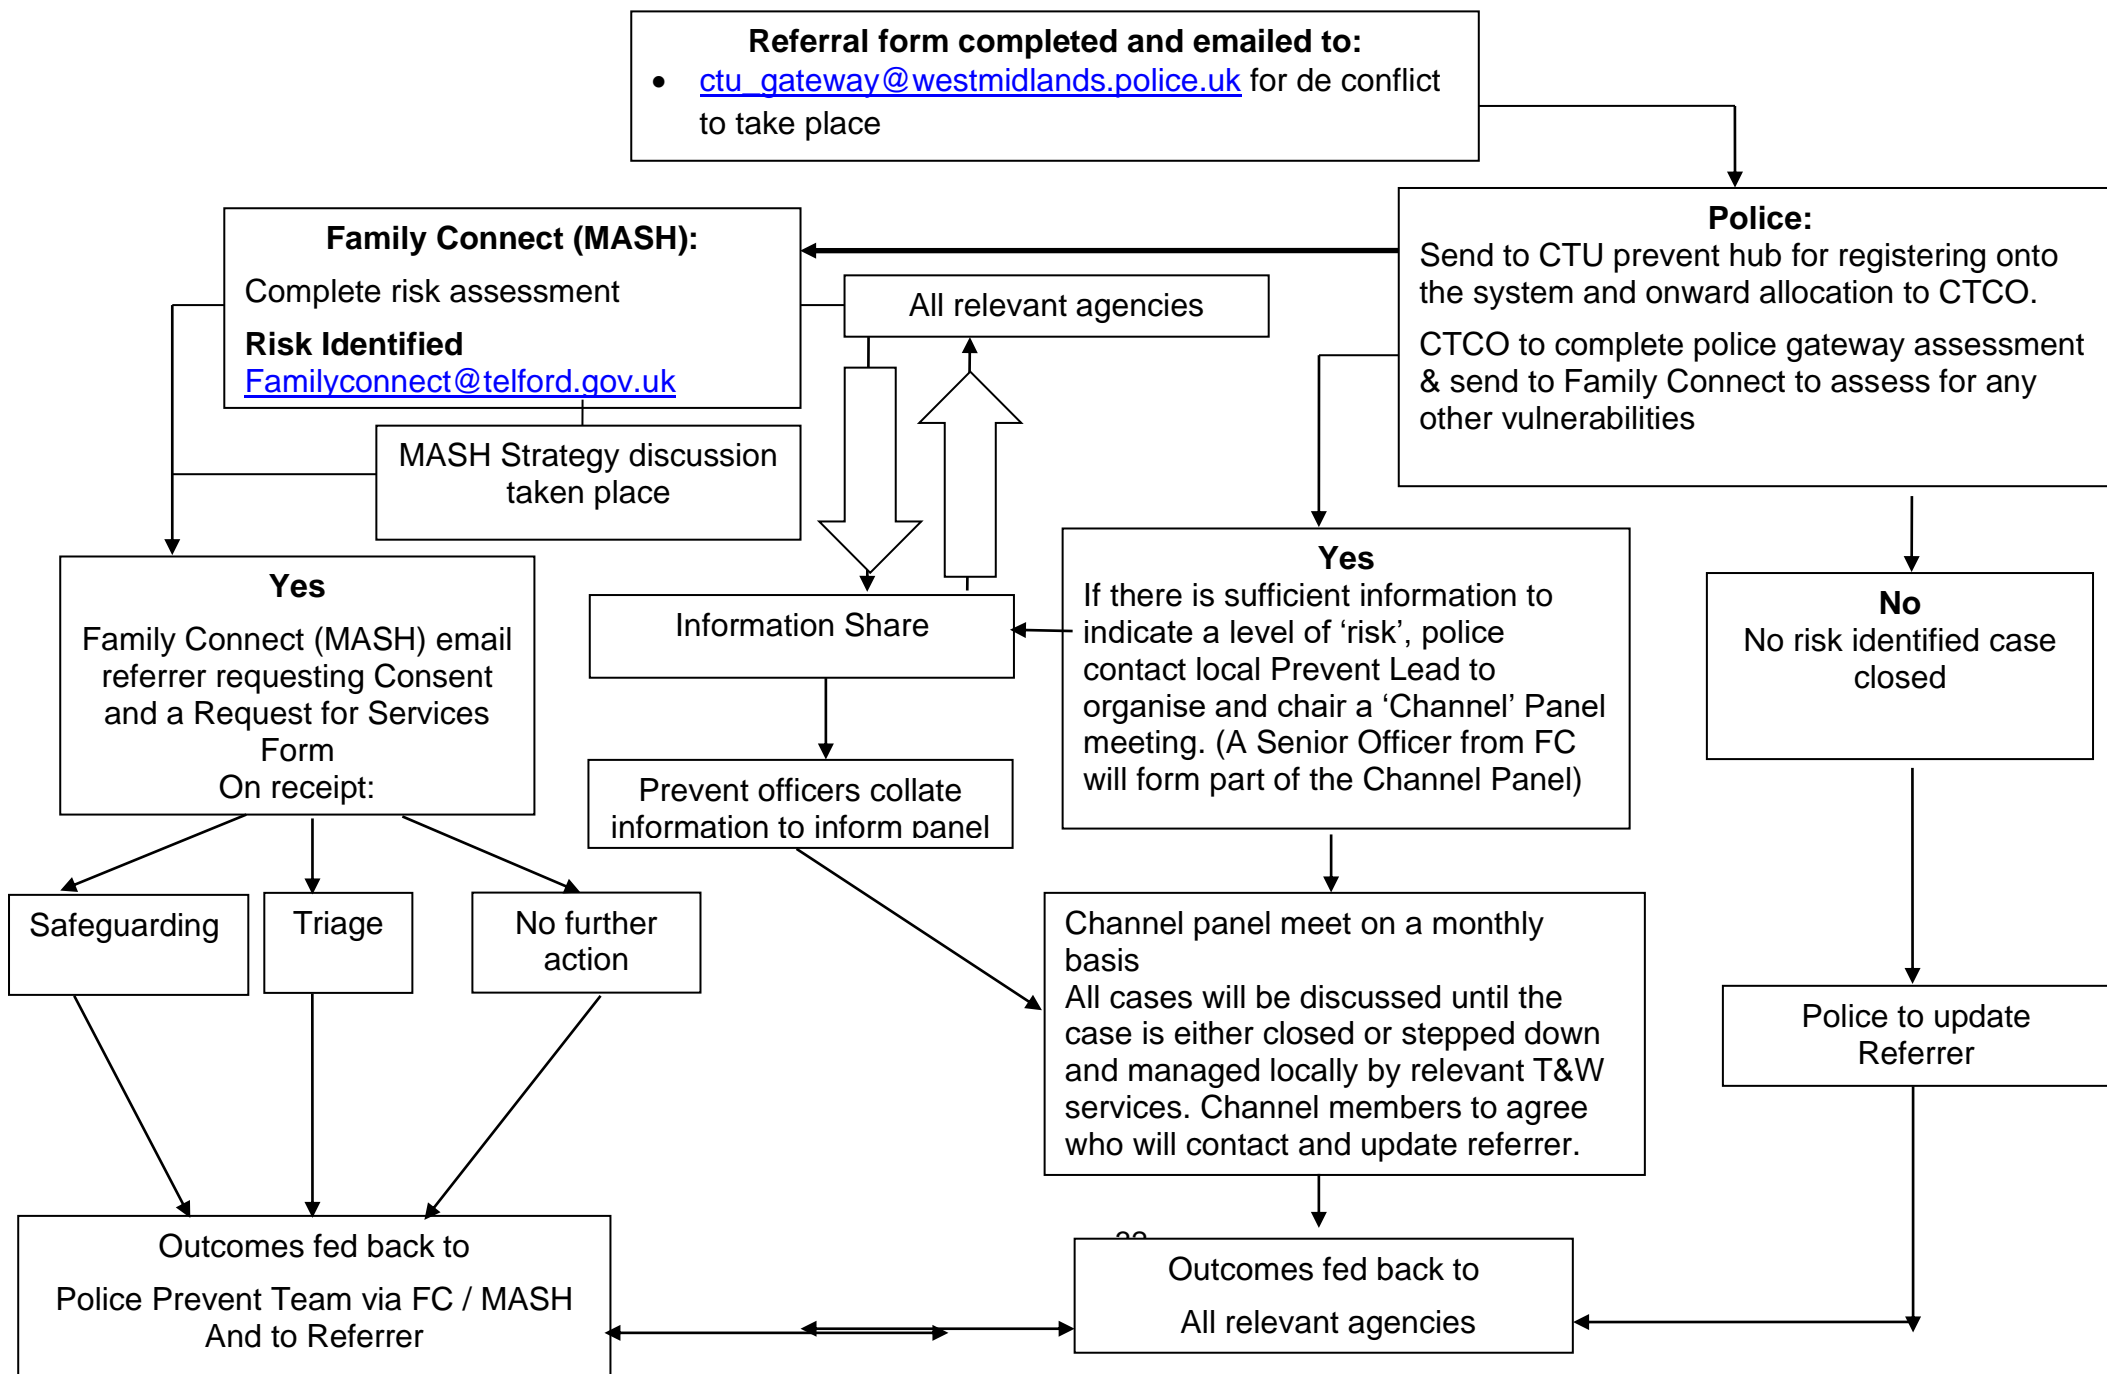 Referral form completed and emailed to:
• ctu_gateway@westmidlands.police.uk for de conflict
to take place
Police:
Send to CTU prevent hub for registering onto
the system and onward allocation to CTCO.
CTCO to complete police gateway assessment
& send to Family Connect to assess for any
other vulnerabilities
Family Connect (MASH):
Complete risk assessment
Risk Identified
Familyconnect@telford.gov.uk
All relevant agencies
MASH Strategy discussion
taken place
Yes
Family Connect (MASH) email
referrer requesting Consent
and a Request for Services
Form
On receipt:
Information Share
Yes
If there is sufficient information to
indicate a level of ‘risk’, police
contact local Prevent Lead to
organise and chair a ‘Channel’ Panel
meeting. (A Senior Officer from FC
will form part of the Channel Panel)
No
No risk identified case
closed
Prevent officers collate
information to inform panel
Safeguarding
Triage
No further
action
Channel panel meet on a monthly
basis
All cases will be discussed until the
case is either closed or stepped down
and managed locally by relevant T&W
services. Channel members to agree
who will contact and update referrer.
Police to update
Referrer
Outcomes fed back to
Police Prevent Team via FC / MASH
And to Referrer
Outcomes fed back to
All relevant agencies